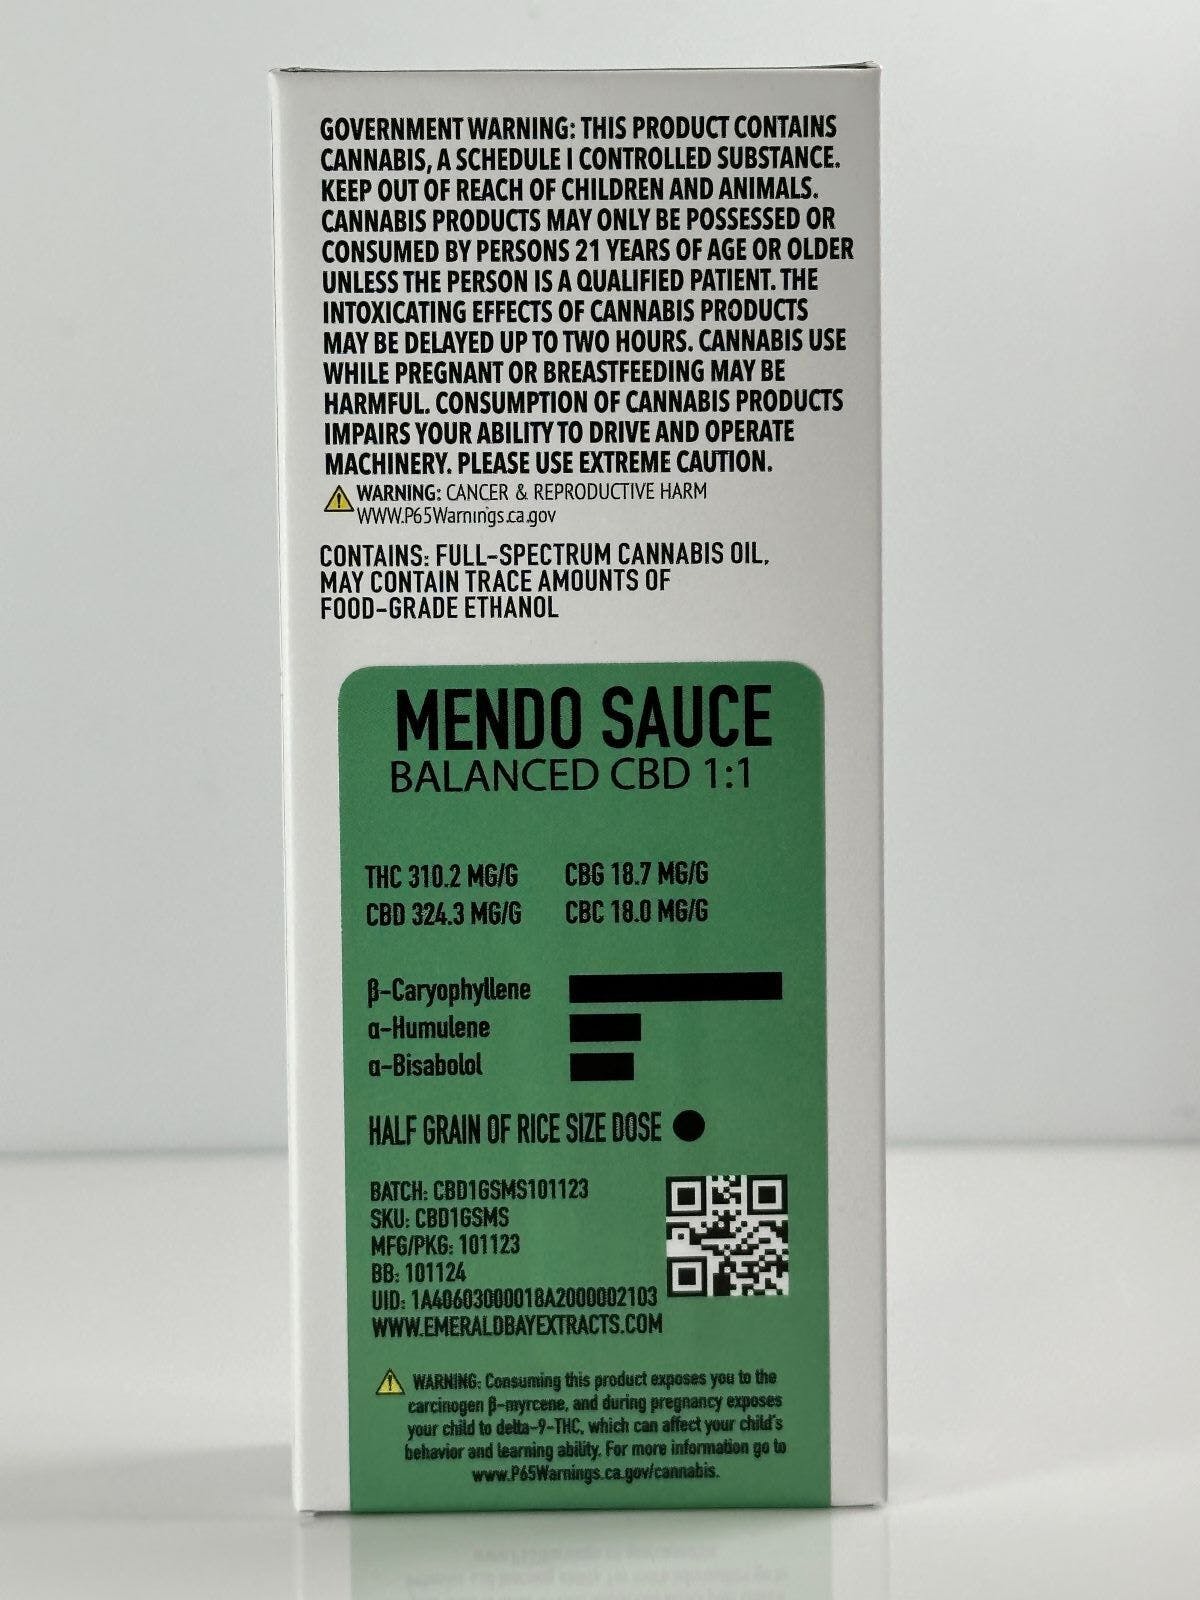 GOVERNMENT WARNING: THIS PRODUCT CONTAINS
CANNABIS, A SCHEDULE I CONTROLLED SUBSTANCE.
KEEP OUT OF REACH OF CHILDREN AND ANIMALS.
CANNABIS PRODUCTS MAY ONLY BE POSSESSED OR
CONSUMED BY PERSONS 21 YEARS OF AGE OR OLDER
UNLESS THE PERSON IS A QUALIFIED PATIENT. THE
INTOXICATING EFFECTS OF CANNABIS PRODUCTS
MAY BE DELAYED UP TO TWO HOURS. CANNABIS USE
WHILE PREGNANT OR BREASTFEEDING MAY BE
HARMFUL. CONSUMPTION OF CANNABIS PRODUCTS
IMPAIRS YOUR ABILITY TO DRIVE AND OPERATE
MACHINERY. PLEASE USE EXTREME CAUTION.
WARNING: CANCER & REPRODUCTIVE HARM
WWW.P65Warnings.ca.gov
CONTAINS: FULL-SPECTRUM CANNABIS OIL,
MAY CONTAIN TRACE AMOUNTS OF
FOOD-GRADE ETHANOL
MENDO SAUCE
BALANCED CBD 1:1
THC 310.2 MG/G CBG 18.7 MG/G
CBD 324.3 MG/G CBC 18.0 MG/G
β-Caryophyllene
α-Humulene
α-Bisabolol
HALF GRAIN OF RICE SIZE DOSE
BATCH: CBD1GSMS101123
SKU: CBD1GSMS
MFG/PKG: 101123
BB: 101124
UID: 1A40603000018A2000002103
WWW.EMERALDBAYEXTRACTS.COM
WARNING: Consuming this product exposes you to the
carcinogen β-myrcene, and during pregnancy exposes
your child to delta-9-THC, which can affect your child's
behavior and learning ability. For more information go to
www.P65Warnings.ca.gov/cannabis.